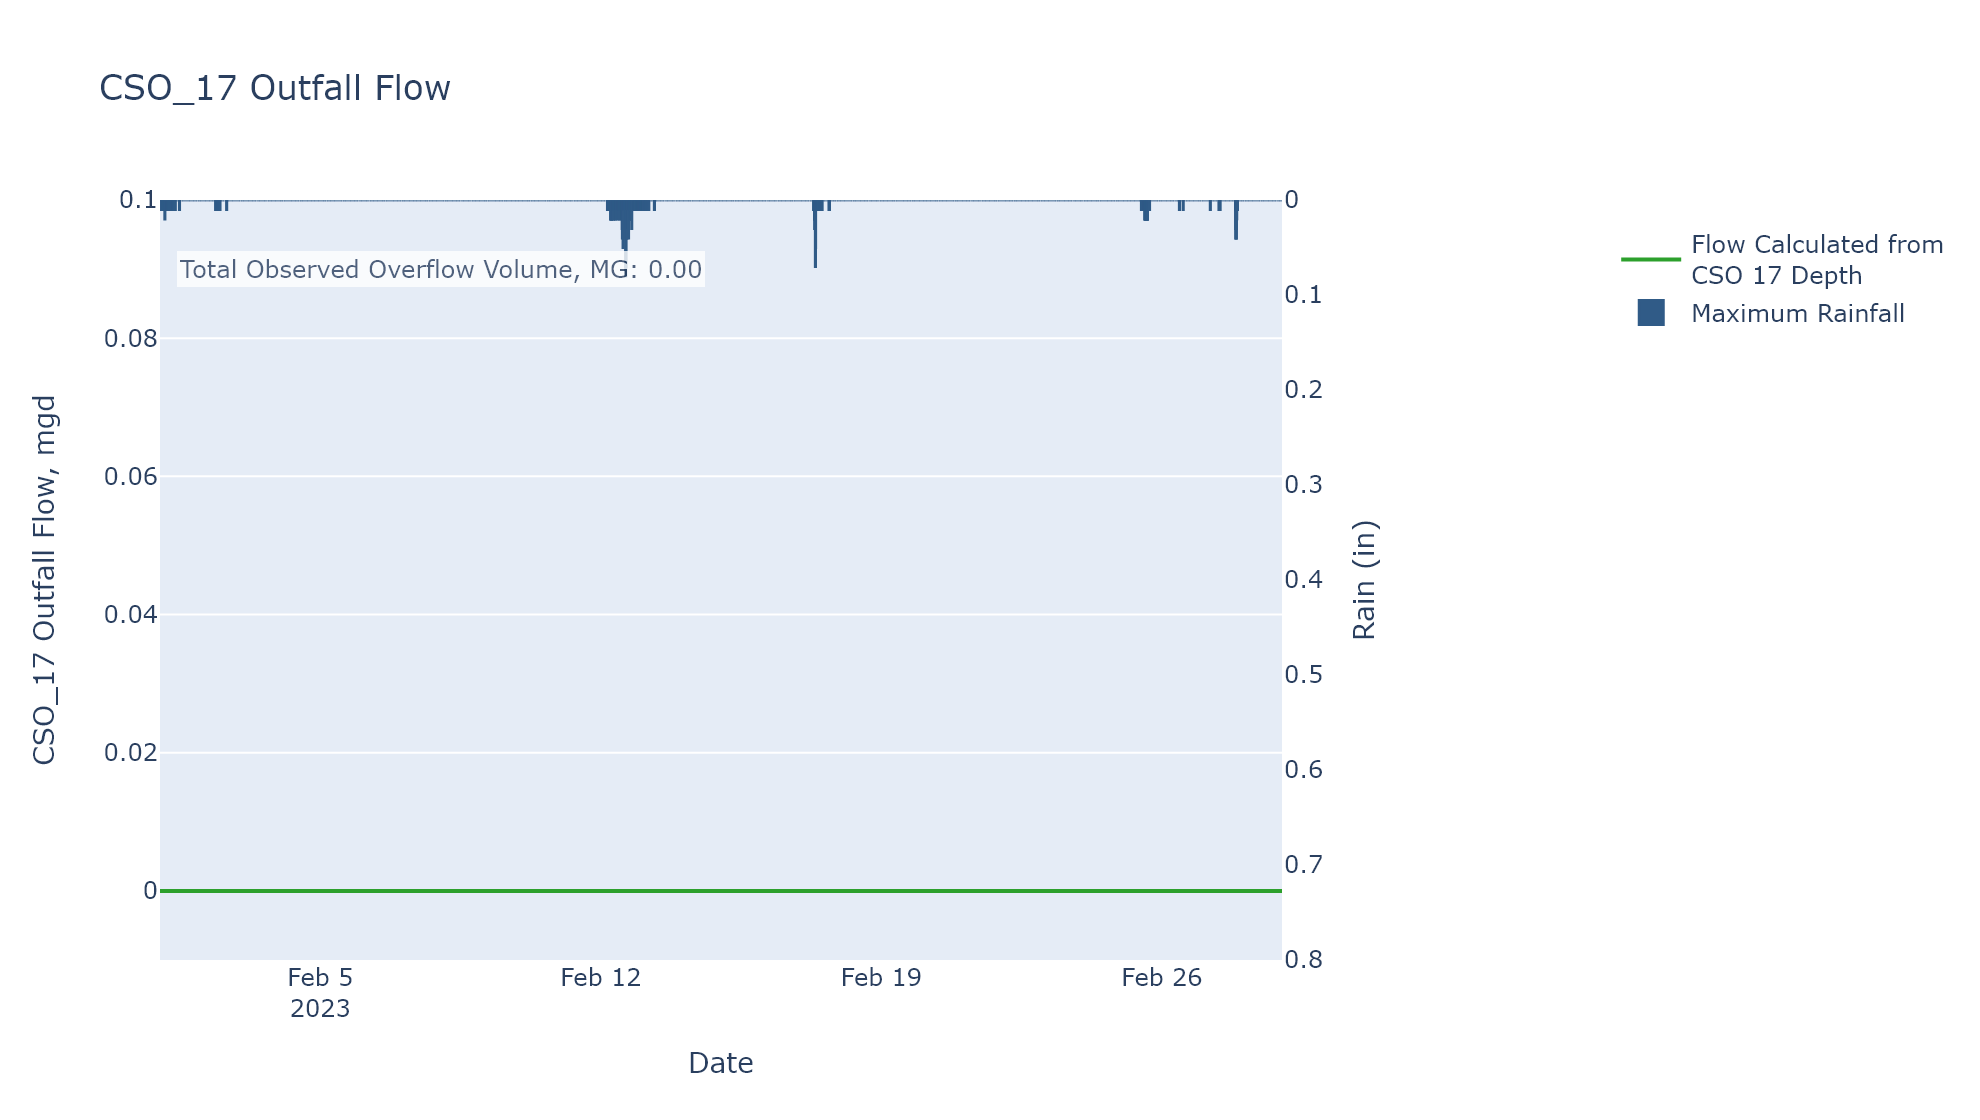 CSO_17 Outfall Flow
0.1
0.08
0.06
0.04
0.02
0
CSO_17 Outfall Flow, mgd
Total Observed Overflow Volume, MG: 0.00
0
0.1
0.2
0.3
0.4
0.5
0.6
0.7
0.8
Rain (in)
Feb 5
2023
Feb 12
Feb 19
Feb 26
Date
Flow Calculated from
CSO 17 Depth
Maximum Rainfall